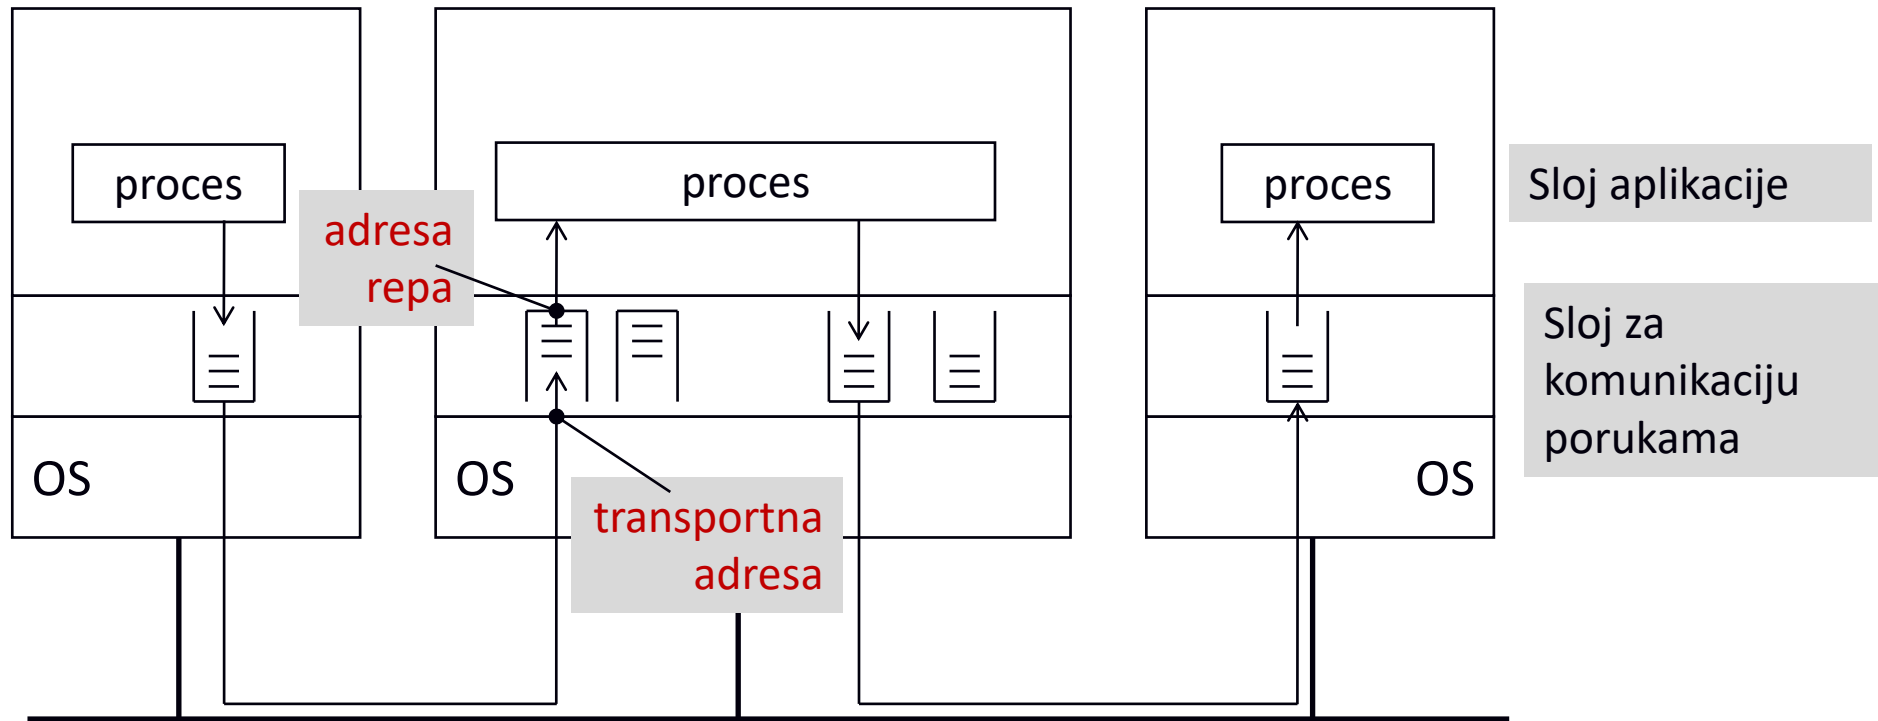 proces
proces
proces
Sloj aplikacije
adresa
repa
Sloj za
komunikaciju
porukama
OS
OS
OS
transportna
adresa